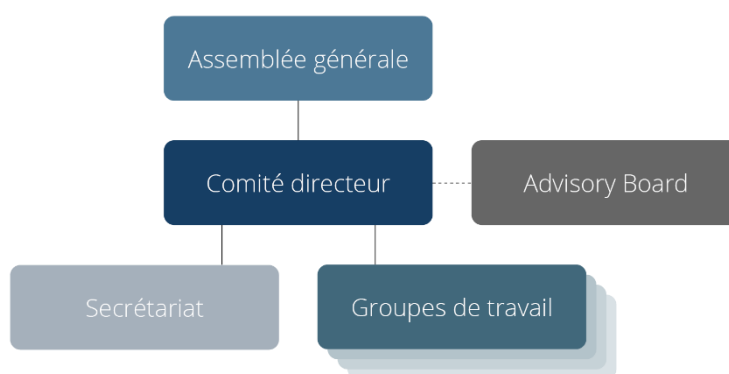 Assemblée générale
Comité directeur
Advisory Board
Secrétariat
Groupes de travail